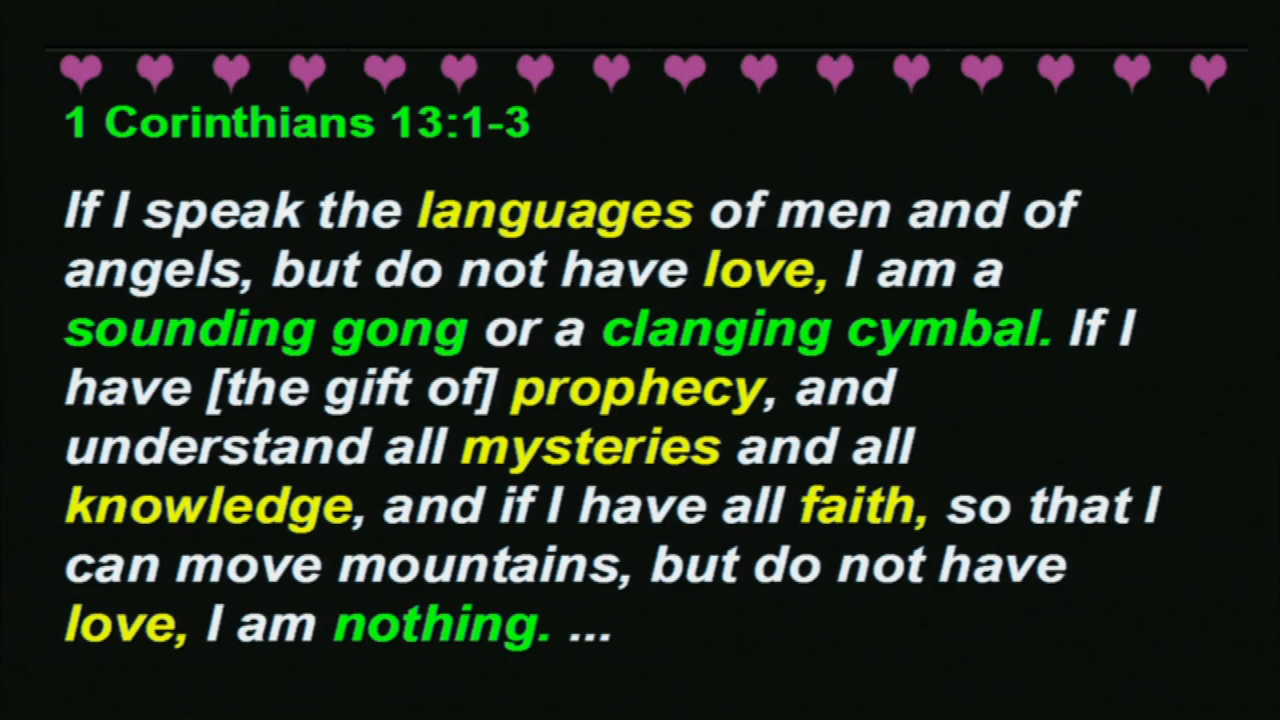 1 Corinthians 13:1-3
If I speak the languages of men and of
angels, but do not have love, I am a
sounding gong or a clanging cymbal. If I
have [the gift of] prophecy, and
understand all mysteries and all
knowledge, and if I have all faith, so that I
can move mountains, but do not have
love, I am nothing. ...